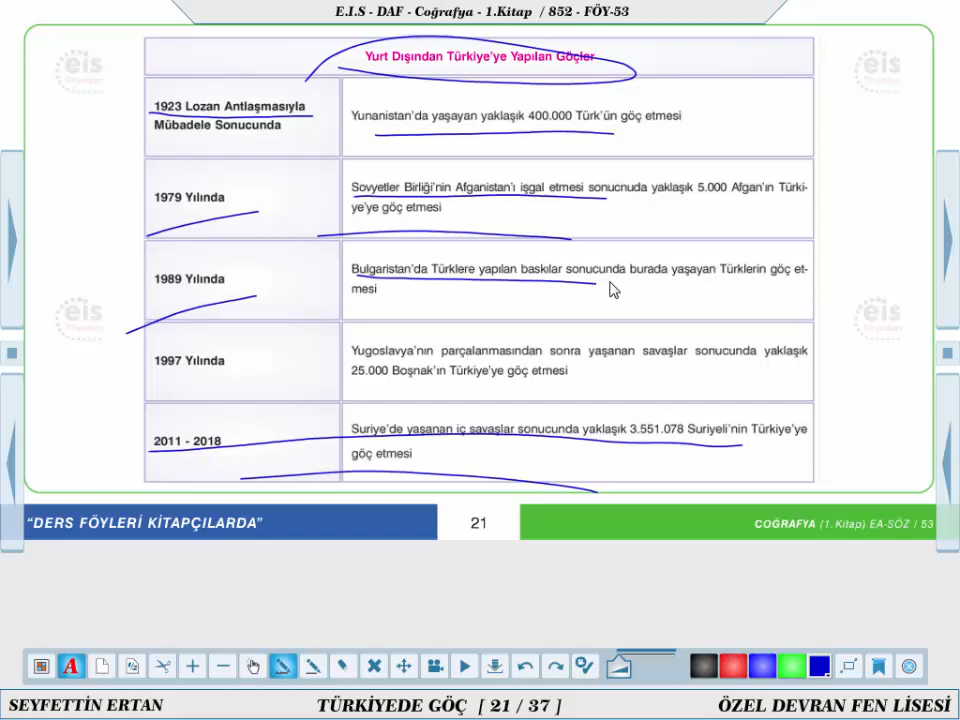 E.I.S - DAF - Coğrafya - 1.Kitap / 852 - FÖY-53
eis
eis
Yurt Dışından Türkiye'ye Yapılan Göçler
1923 Lozan Antlaşmasıyla
Mübadele Sonucunda
Yunanistan'da yaşayan yaklaşık 400.000 Türk'ün göç etmesi
1979 Yılında
Sovyetler Birliği'nin Afganistan'ı işgal etmesi sonucnuda yaklaşık 5.000 Afgan'ın Türki-
ye'ye göç etmesi
1989 Yılında
Bulgaristan'da Türklere yapılan baskılar sonucunda burada yaşayan Türklerin göç et-
mesi
eis
eis
1997 Yılında
Yugoslavya'nın parçalanmasından sonra yaşanan savaşlar sonucunda yaklaşık
25.000 Boşnak'ın Türkiye'ye göç etmesi
2011 - 2018
Suriye'de yaşanan iç savaşlar sonucunda yaklaşık 3.551.078 Suriyeli'nin Türkiye'ye
göç etmesi
"DERS FÖYLERİ KİTAPÇILARDA"
21
COĞRAFYA (1. Kitap) EA-SÖZ / 53
A
SEYFETTİN ERTAN
TÜRKİYEDE GÖÇ [ 21 / 37 ]
ÖZEL DEVRAN FEN LİSESİ